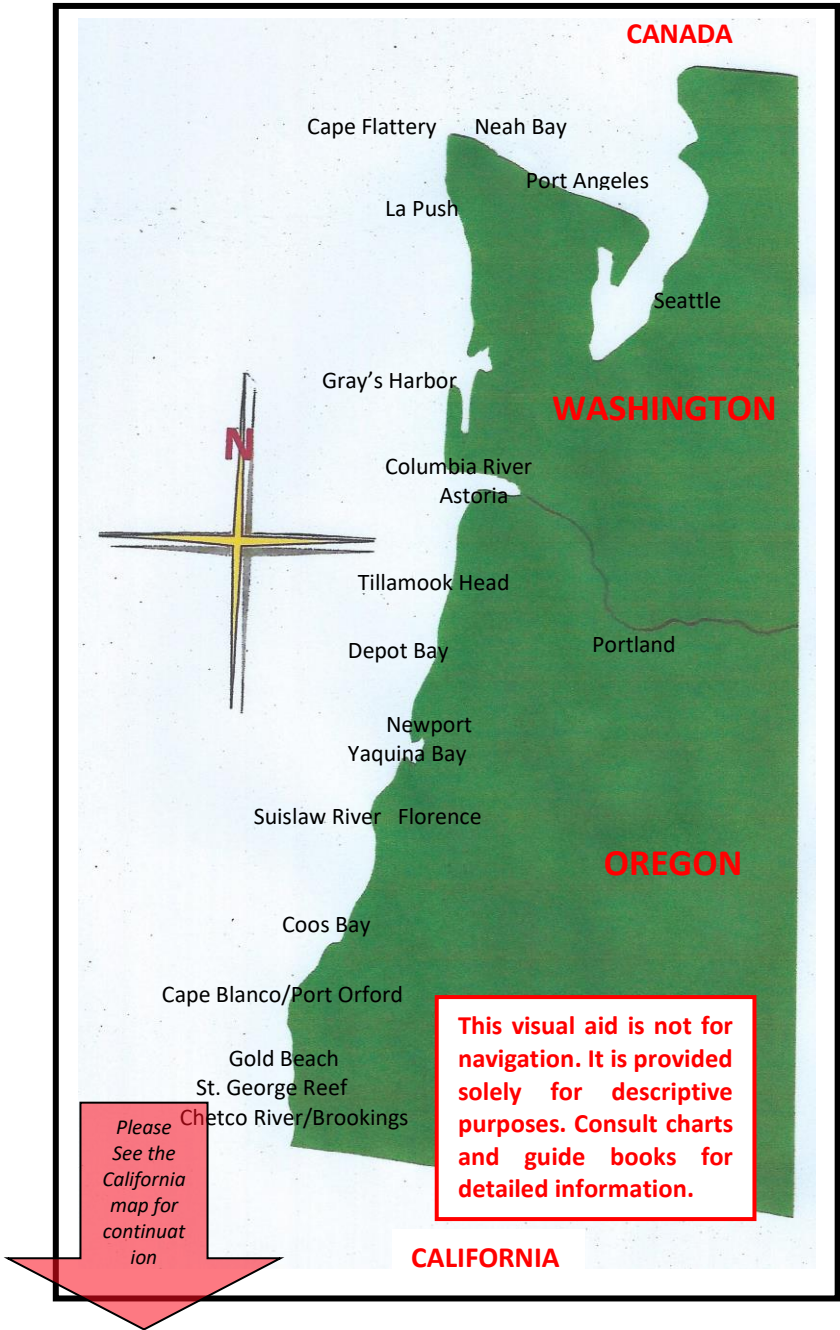 CANADA
Cape Flattery
Neah Bay
Port Angeles
La Push
Seattle
Gray’s Harbor
WASHINGTON
N
Columbia River
Astoria
Tillamook Head
Depot Bay
Portland
Newport
Yaquina Bay
Suislaw River
Florence
OREGON
Coos Bay
Cape Blanco/Port Orford
Gold Beach
St. George Reef
Chetco River/Brookings
This visual aid is not for
navigation. It is provided
solely for descriptive
purposes. Consult charts
and guide books for
detailed information.
Please
See the
California
map for
continuat
ion
CALIFORNIA